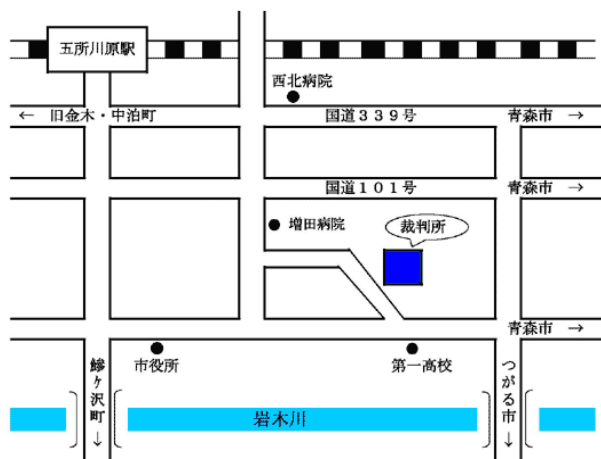 五所川原駅
西北病院
← 旧金木・中泊町
国道３３９号
青森市 →
国道１０１号
青森市 →
増田病院
裁判所
青森市 →
市役所
第一高校
鰺ヶ沢町↓
つがる市↓
岩木川